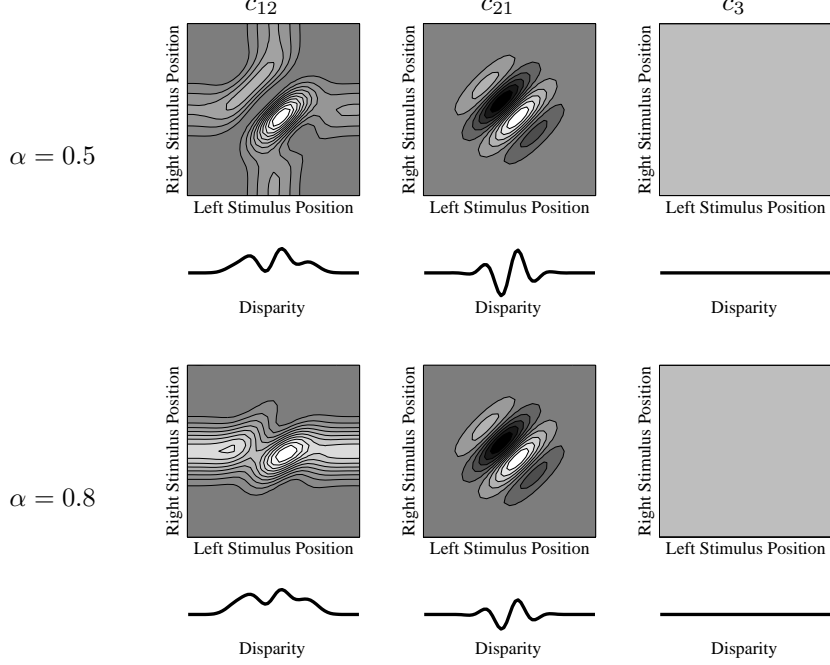 c12 c21 c3
α = 0.5
Right Stimulus Position
Right Stimulus Position
Right Stimulus Position
Left Stimulus Position Left Stimulus Position Left Stimulus Position
Disparity Disparity Disparity
α = 0.8
Right Stimulus Position
Right Stimulus Position
Right Stimulus Position
Left Stimulus Position Left Stimulus Position Left Stimulus Position
Disparity Disparity Disparity